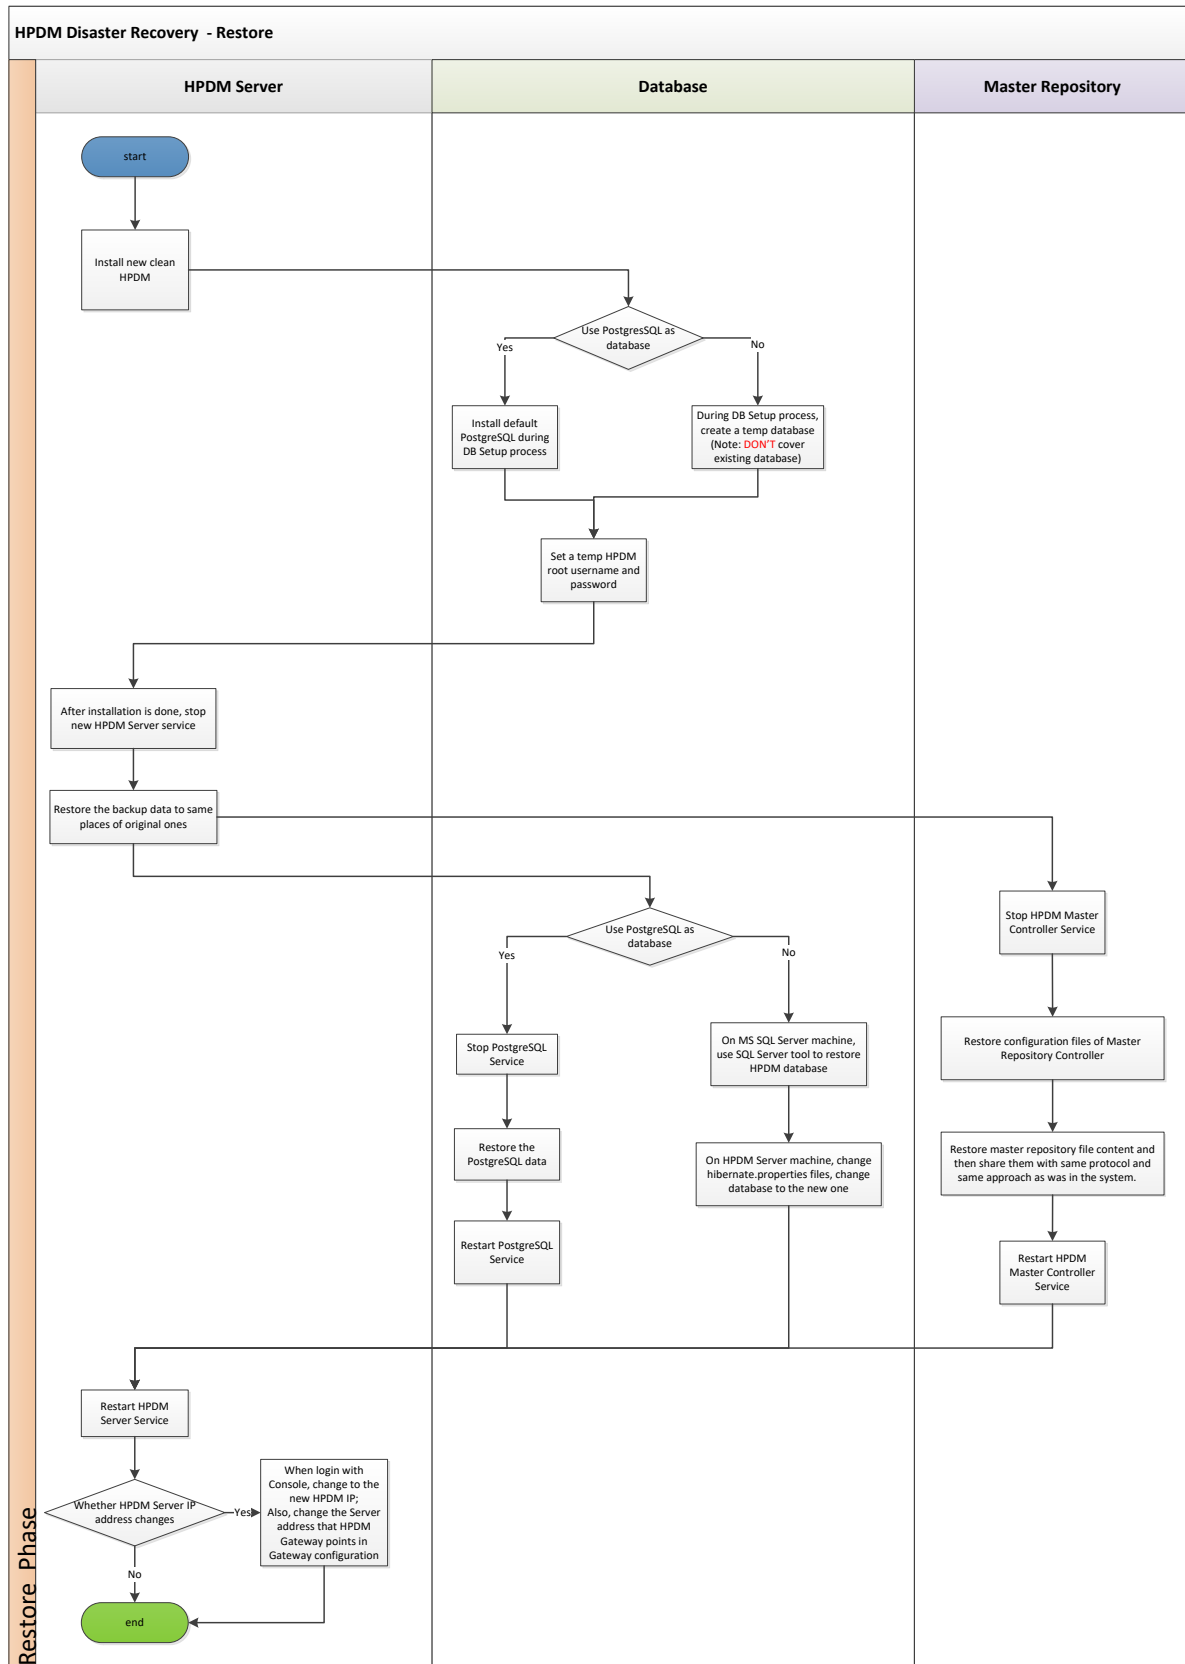 HPDM Disaster Recovery  - Restore
HPDM Server
Database
Master Repository
start
Install new clean
HPDM
Use PostgresSQL as
database
Yes
No
Install default
PostgreSQL during
DB Setup process
During DB Setup process,
create a temp database
(Note: DON'T cover
existing database)
Set a temp HPDM
root username and
password
After installation is done, stop
new HPDM Server service
Restore the backup data to same
places of original ones
Use PostgreSQL as
database
Yes
No
Stop HPDM Master
Controller Service
Stop PostgreSQL
Service
On MS SQL Server machine,
use SQL Server tool to restore
HPDM database
Restore configuration files of Master
Repository Controller
Restore the
PostgreSQL data
On HPDM Server machine, change
hibernate.properties files, change
database to the new one
Restore master repository file content and
then share them with same protocol and
same approach as was in the system.
Restart PostgreSQL
Service
Restart HPDM
Master Controller
Service
Restart HPDM
Server Service
Whether HPDM Server IP
address changes
Yes
When login with
Console, change to the
new HPDM IP;
Also, change the Server
address that HPDM
Gateway points in
Gateway configuration
No
end
Restore Phase